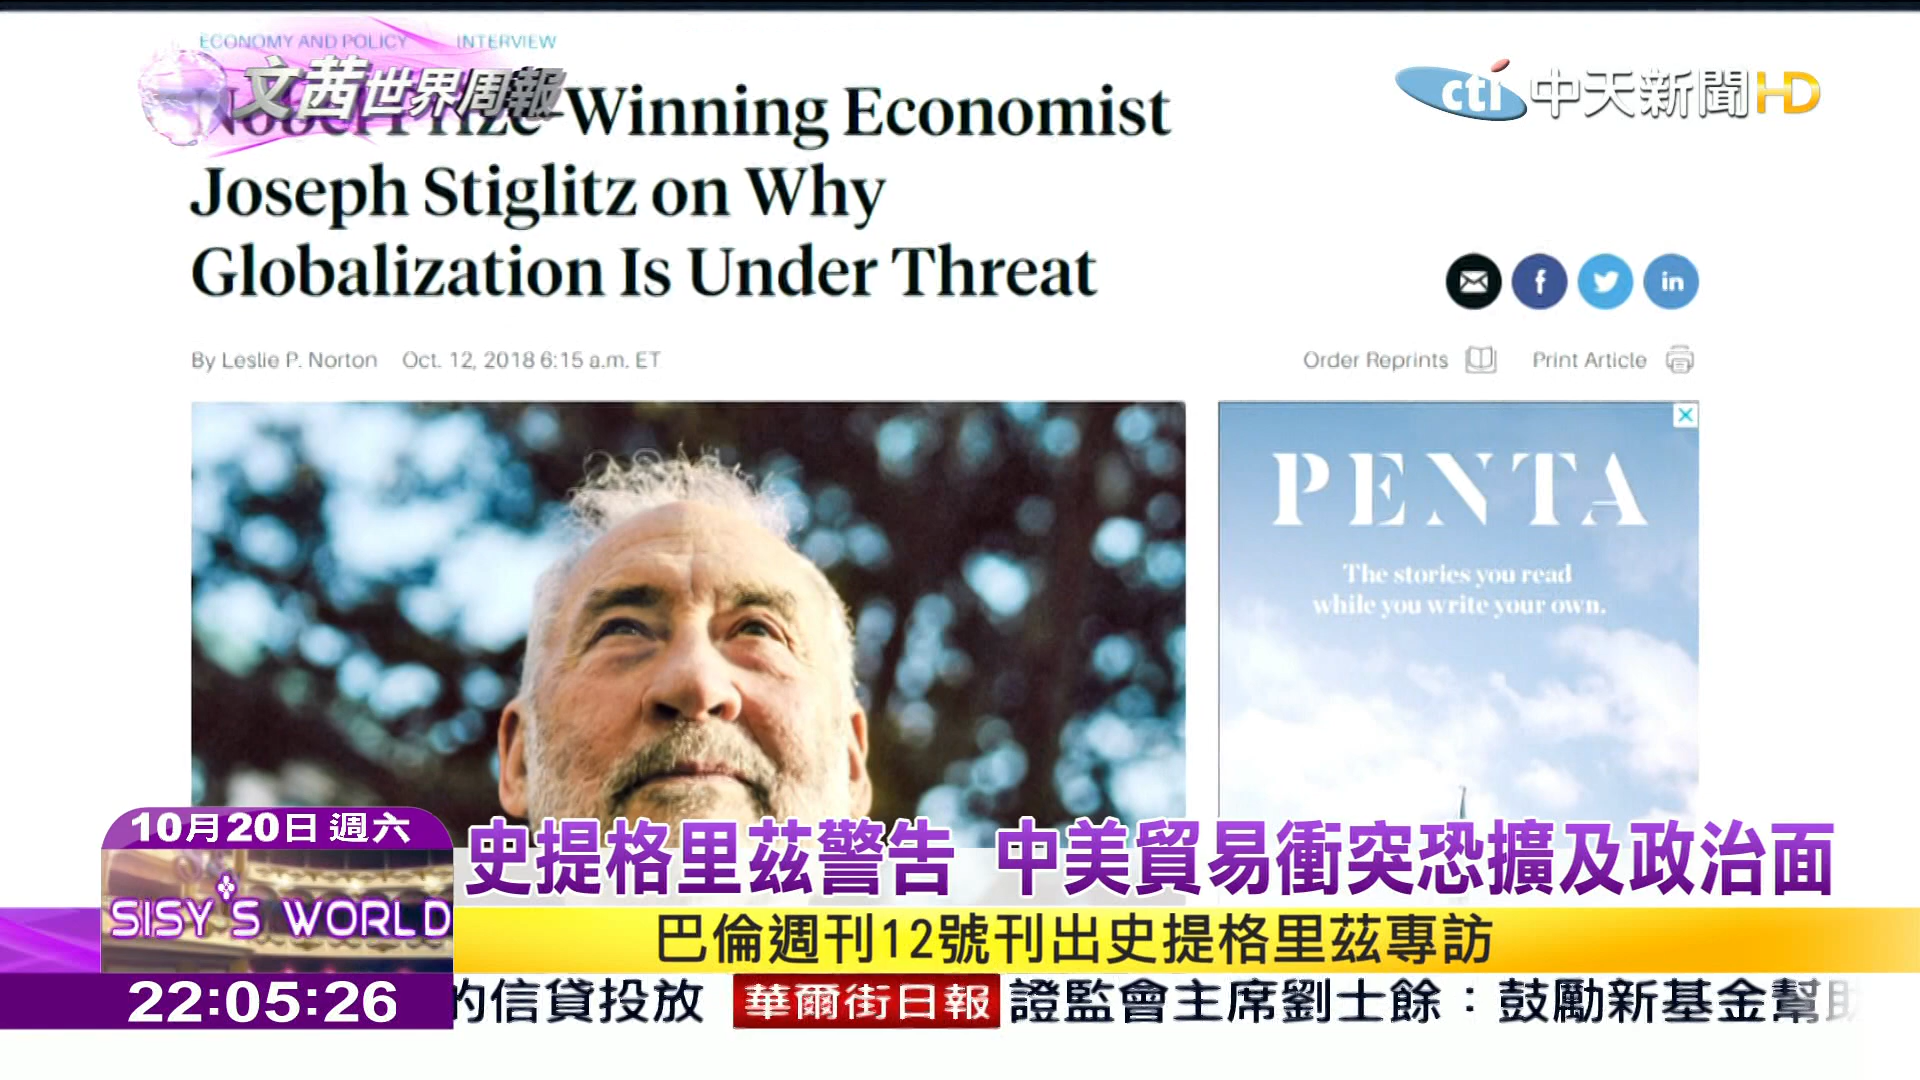 ECONOMY AND POLICY INTERVIEW
文茜世界周報
cti 中天新聞HD
Nobel Prize-Winning Economist
Joseph Stiglitz on Why
Globalization Is Under Threat
f in
By Leslie P. Norton Oct. 12, 2018 6:15 a.m. ET
Order Reprints Print Article
PENTA
The stories you read
while you write your own.
10月20日 週六
史提格里茲警告 中美貿易衝突恐擴及政治面
SISY'S WORLD
巴倫週刊12號刊出史提格里茲專訪
22:05:26
的信貸投放 華爾街日報 證監會主席劉士餘：鼓勵新基金幫助